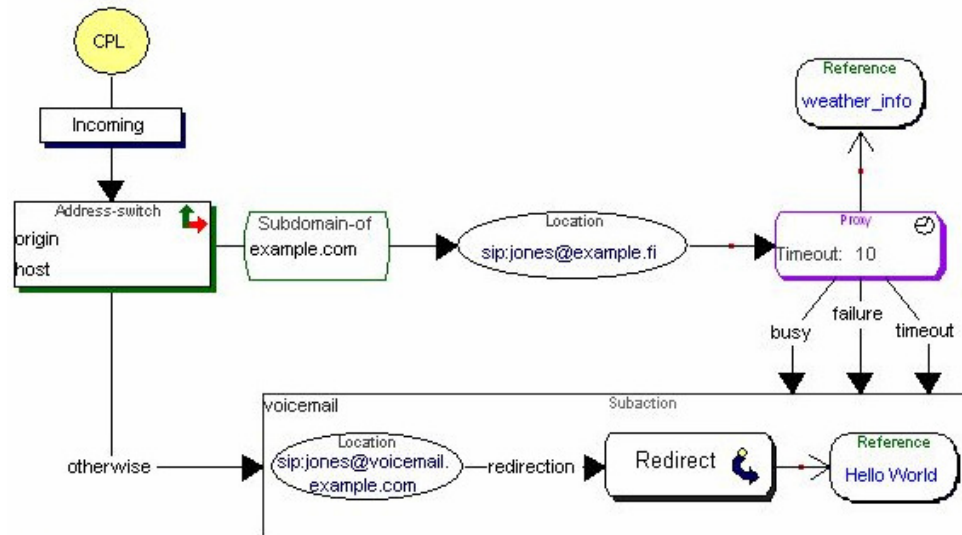 CPL
Incoming
Reference
weather_info
Address-switch
origin
host
Subdomain-of
example.com
Location
sip:jones@example.fi
Proxy
Timeout: 10
busy
failure
timeout
otherwise
voicemail
Subaction
Location
sip:jones@voicemail.
example.com
redirection
Redirect
Reference
Hello World